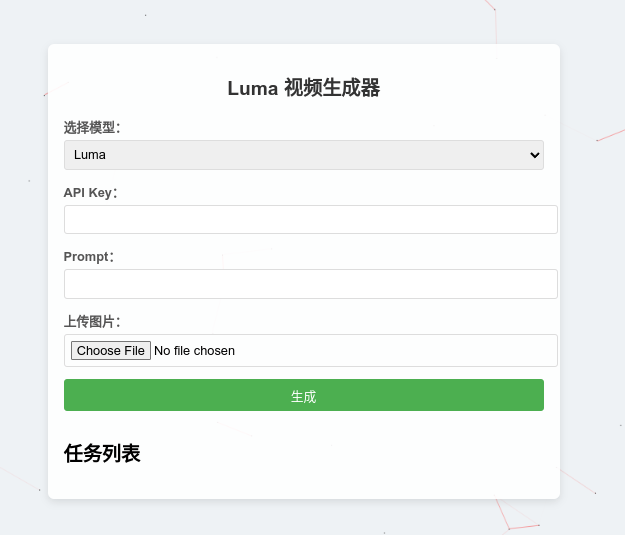 Luma 视频生成器
选择模型：
Luma
API Key：
Prompt：
上传图片：
Choose File No file chosen
生成
任务列表